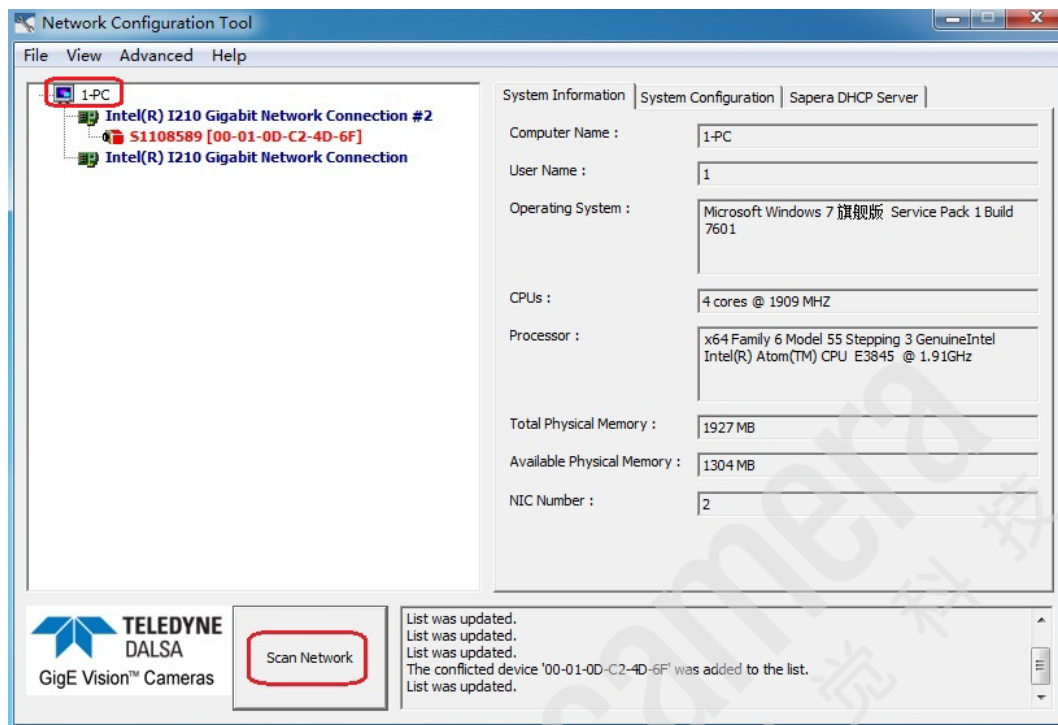 Network Configuration Tool
File View Advanced Help
1-PC
Intel(R) I210 Gigabit Network Connection #2
S1108589 [00-01-0D-C2-4D-6F]
Intel(R) I210 Gigabit Network Connection
System Information System Configuration Sapera DHCP Server
Computer Name : 1-PC
User Name : 1
Operating System : Microsoft Windows 7 旗舰版 Service Pack 1 Build
7601
CPUs : 4 cores @ 1909 MHZ
Processor : x64 Family 6 Model 55 Stepping 3 GenuineIntel
Intel(R) Atom(TM) CPU E3845 @ 1.91GHz
Total Physical Memory : 1927 MB
Available Physical Memory : 1304 MB
NIC Number : 2
TELEDYNE
DALSA
GigE Vision™ Cameras
Scan Network
List was updated.
List was updated.
List was updated.
The conflicted device '00-01-0D-C2-4D-6F' was added to the list.
List was updated.
camera
觉科技